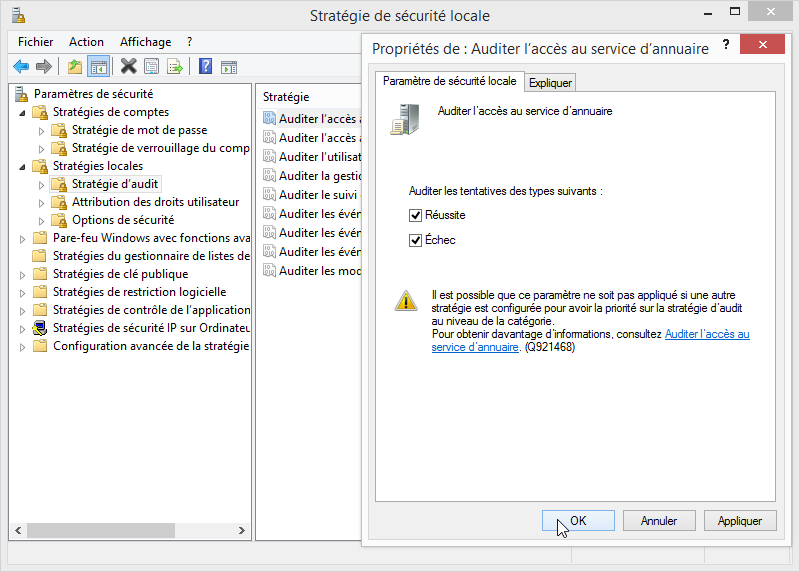 Stratégie de sécurité locale
Fichier Action Affichage ?
Paramètres de sécurité
Stratégies de comptes
Stratégie de mot de passe
Stratégie de verrouillage du comp
Stratégies locales
Stratégie d'audit
Attribution des droits utilisateur
Options de sécurité
Pare-feu Windows avec fonctions ava
Stratégies du gestionnaire de listes de
Stratégies de clé publique
Stratégies de restriction logicielle
Stratégies de contrôle de l'application
Stratégies de sécurité IP sur Ordinateu
Configuration avancée de la stratégie
Stratégie
Auditer l'accès a
Auditer l'accès a
Auditer l'utilisat
Auditer la gestio
Auditer le suivi
Auditer les évén
Auditer les évén
Auditer les évén
Auditer les mod
Propriétés de : Auditer l'accès au service d'annuaire ?
Paramètre de sécurité locale Expliquer
Auditer l'accès au service d'annuaire
Auditer les tentatives des types suivants :
Réussite
Échec
Il est possible que ce paramètre ne soit pas appliqué si une autre
stratégie est configurée pour avoir la priorité sur la stratégie d'audit
au niveau de la catégorie.
Pour obtenir davantage d'informations, consultez Auditer l'accès au
service d'annuaire. (Q921468)
OK Annuler Appliquer